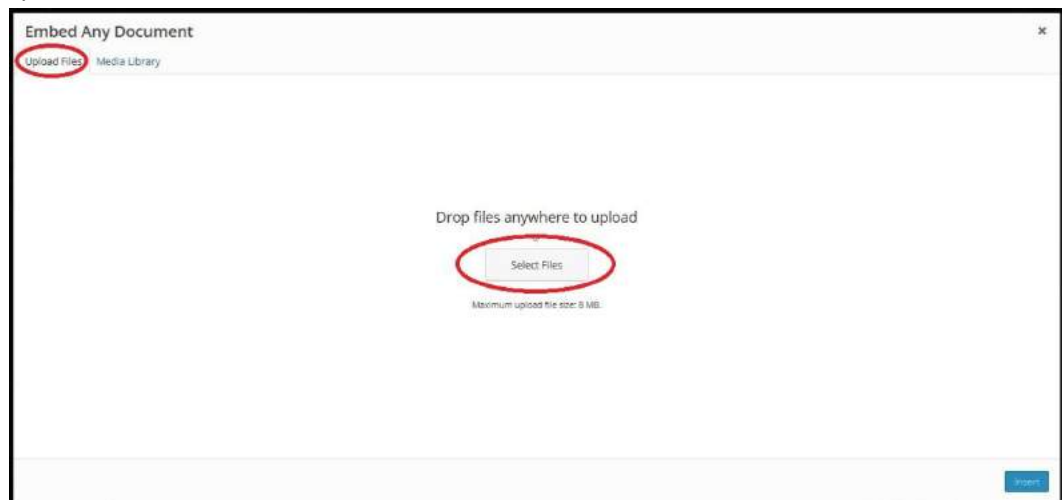 Embed Any Document
×
Upload Files Media Library
Drop files anywhere to upload
Select Files
Maximum upload file size: 8 MB.
Insert